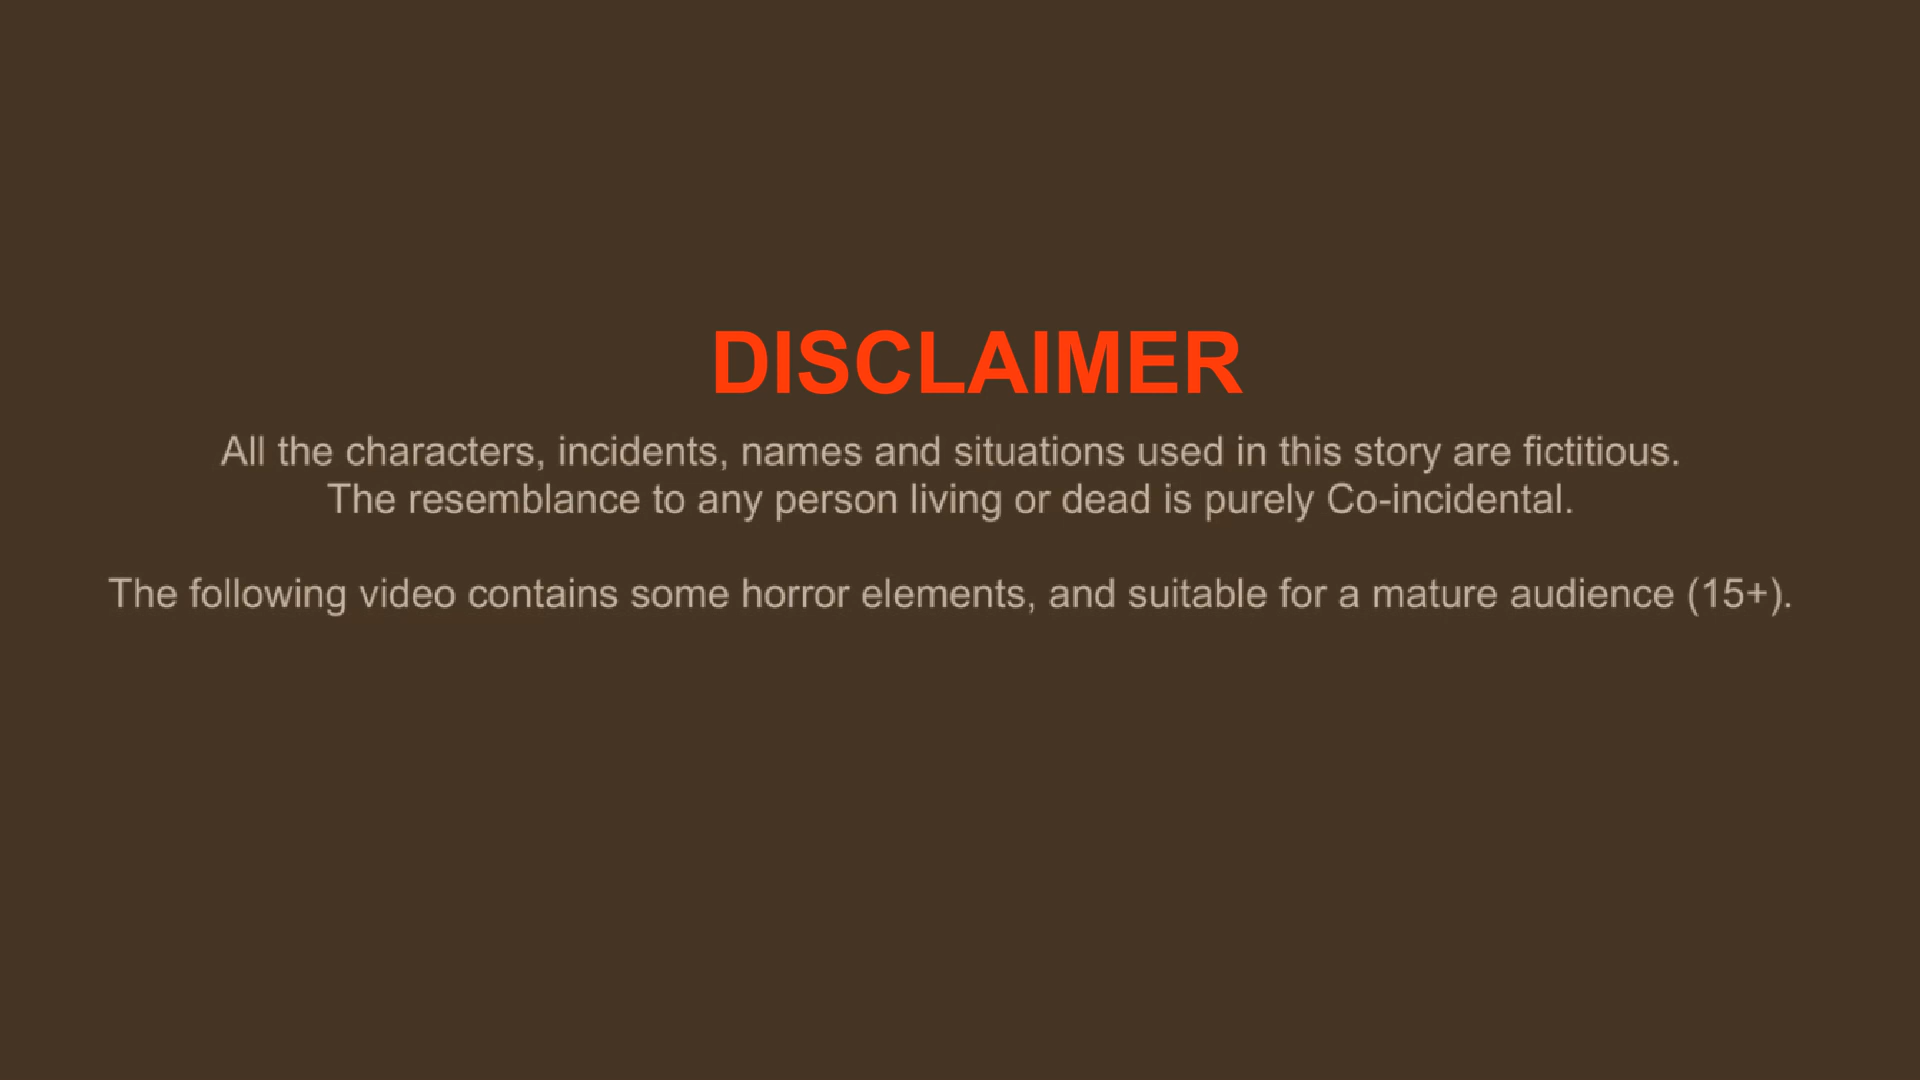 DISCLAIMER
All the characters, incidents, names and situations used in this story are fictitious.
The resemblance to any person living or dead is purely Co-incidental.
The following video contains some horror elements, and suitable for a mature audience (15+).